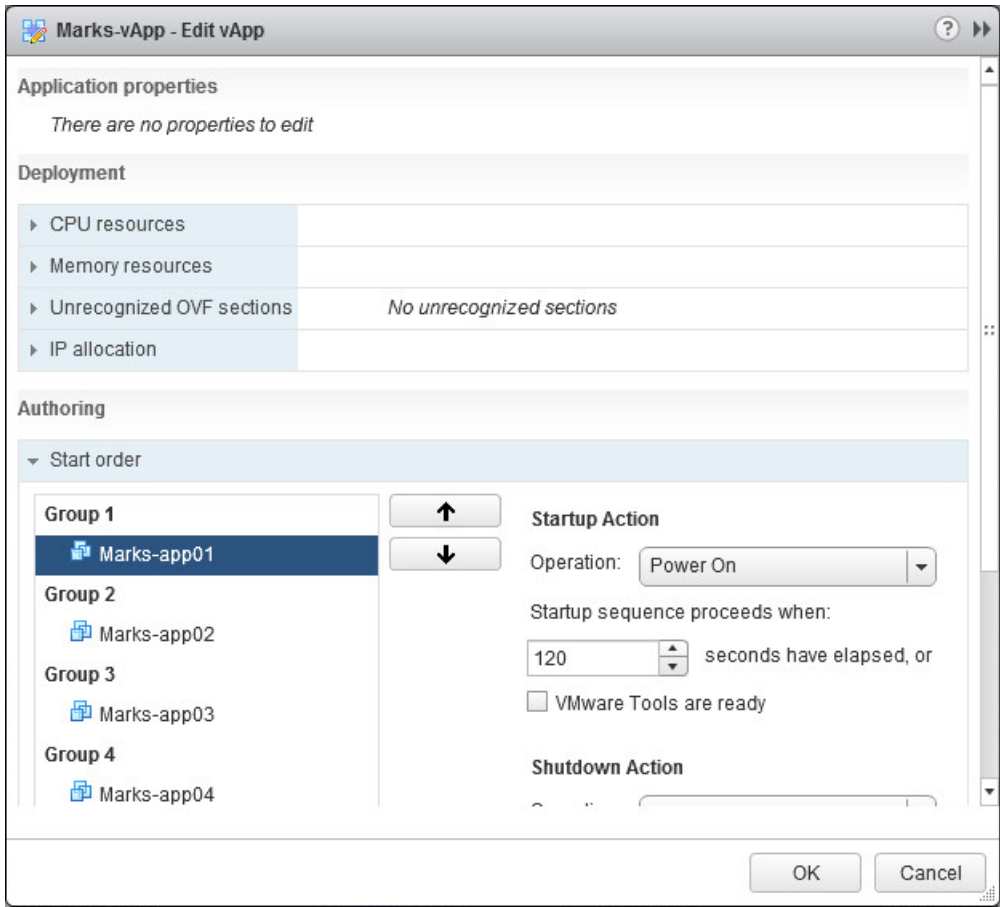 Marks-vApp - Edit vApp
Application properties
There are no properties to edit
Deployment
CPU resources
Memory resources
Unrecognized OVF sections No unrecognized sections
IP allocation
Authoring
Start order
Group 1
Marks-app01
Group 2
Marks-app02
Group 3
Marks-app03
Group 4
Marks-app04
Startup Action
Operation: Power On
Startup sequence proceeds when:
120 seconds have elapsed, or
VMware Tools are ready
Shutdown Action
OK Cancel